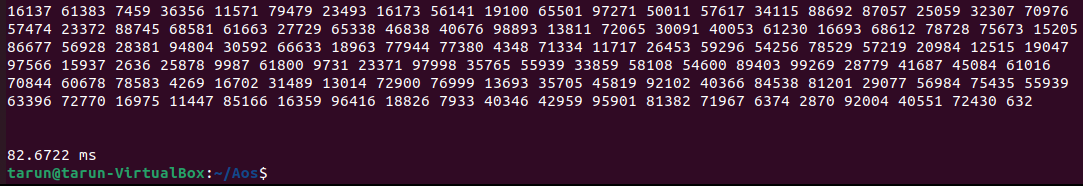 16137 61383 7459 36356 11571 79479 23493 16173 56141 19100 65501 97271 50011 57617 34115 88692 87057 25059 32307 70976
57474 23372 88745 68581 61663 27729 65338 46838 40676 98893 13811 72065 30091 40053 61230 16693 68612 78728 75673 15205
86677 56928 28381 94804 30592 66633 18963 77944 77380 4348 71334 11717 26453 59296 54256 78529 57219 20984 12515 19047
97566 15937 2636 25878 9987 61800 9731 23371 97998 35765 55939 33859 58108 54600 89403 99269 28779 41687 45084 61016
70844 60678 78583 4269 16702 31489 13014 72900 76999 13693 35705 45819 92102 40366 84538 81201 29077 56984 75435 55939
63396 72770 16975 11447 85166 16359 96416 18826 7933 40346 42959 95901 81382 71967 6374 2870 92004 40551 72430 632
82.6722 ms
tarun@tarun-VirtualBox:~/Aos$